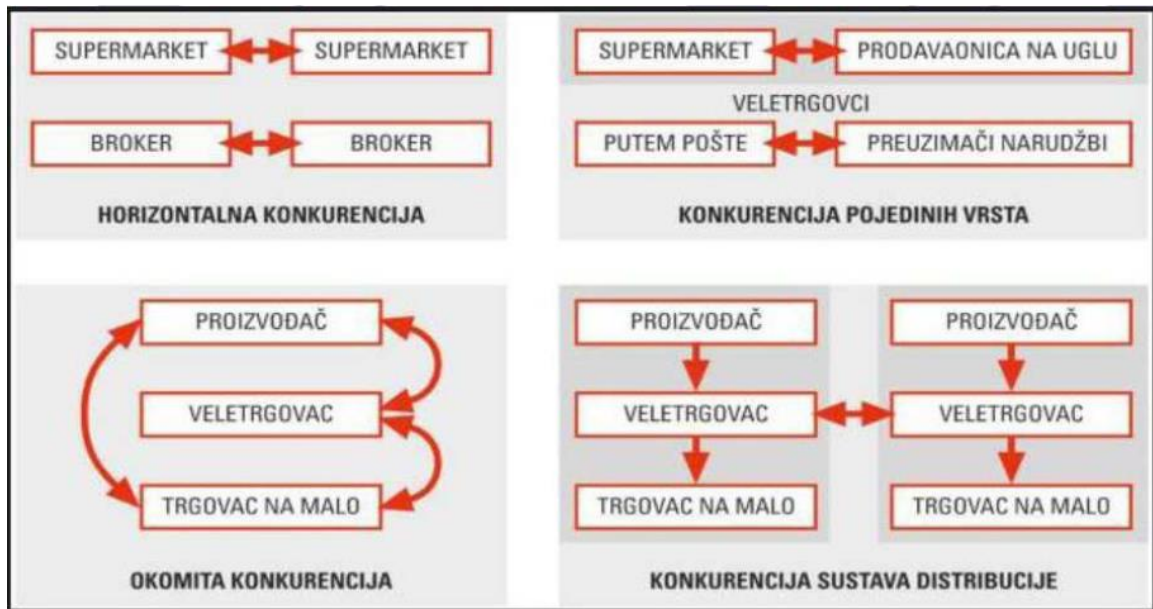 SUPERMARKET SUPERMARKET
BROKER BROKER
HORIZONTALNA KONKURENCIJA
SUPERMARKET PRODAVAONICA NA UGLU
VELETRGOVCI
PUTEM POŠTE PREUZIMAČI NARUDŽBI
KONKURENCIJA POJEDINIH VRSTA
PROIZVOĐAČ
VELETRGOVAC
TRGOVAC NA MALO
OKOMITA KONKURENCIJA
PROIZVOĐAČ PROIZVOĐAČ
VELETRGOVAC VELETRGOVAC
TRGOVAC NA MALO TRGOVAC NA MALO
KONKURENCIJA SUSTAVA DISTRIBUCIJE